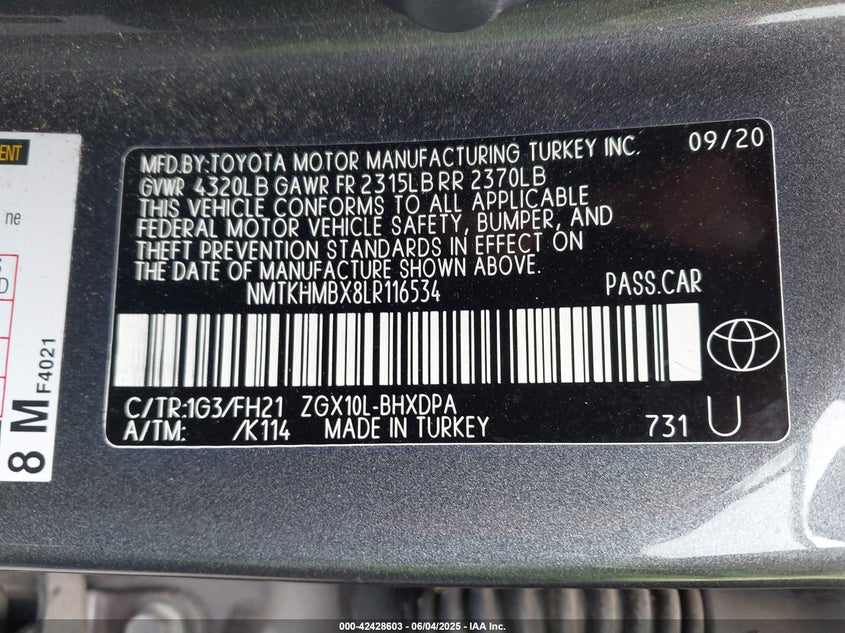 MFD.BY:TOYOTA MOTOR MANUFACTURING TURKEY INC. 09/20
GVWR 4320LB GAWR FR 2315LB RR 2370LB
THIS VEHICLE CONFORMS TO ALL APPLICABLE
FEDERAL MOTOR VEHICLE SAFETY, BUMPER, AND
THEFT PREVENTION STANDARDS IN EFFECT ON
THE DATE OF MANUFACTURE SHOWN ABOVE.
NMTKHMBX8LR116534 PASS.CAR
C/TR:1G3/FH21 ZGX10L-BHXDPA
A/TM: /K114 MADE IN TURKEY 731 U
ne
D
8 M F4021
000-42428603 - 06/04/2025 - IAA Inc.